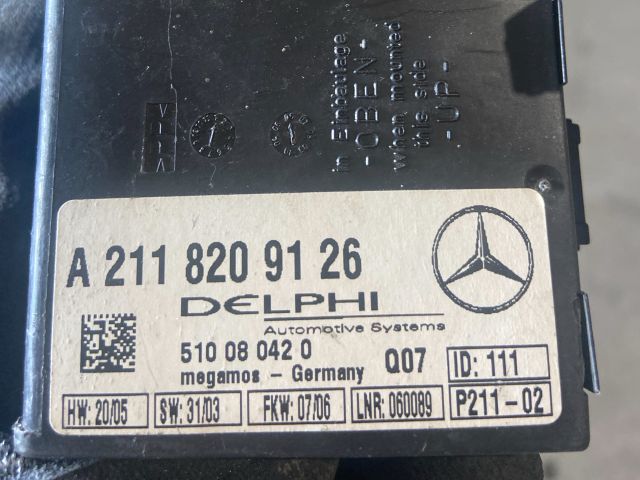 in Einbaulage
- OBEN -
when mounted
this side
- UP -
A 211 820 91 26
DELPHI
Automotive Systems
510 08 042 0
Q07
ID: 111
megamos - Germany
HW: 20/05
SW: 31/03
FKW: 07/06
LNR: 060089
P211-02